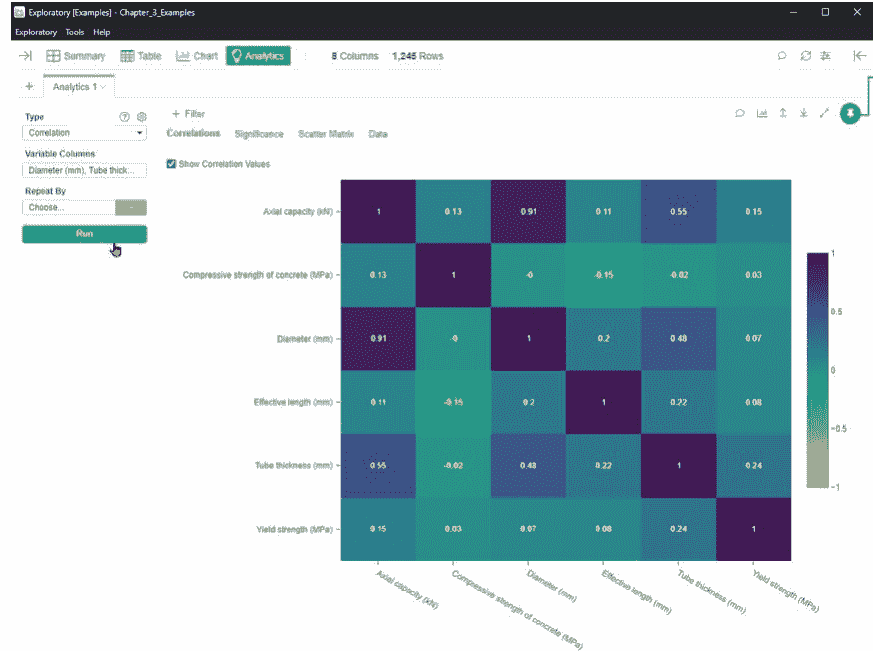 Exploratory [Examples] - Chapter_3_Examples
Exploratory Tools Help
Summary Table Chart Analytics 8 Columns 1,245 Rows
+ Analytics 1
Type
Correlation
Variable Columns
Diameter (mm), Tube thick...
Repeat By
Choose...
Run
+ Filter
Correlations Significance Scatter Matrix Data
Show Correlation Values
Axial capacity (kN) 1 0.13 0.91 0.11 0.55 0.15
Compressive strength of concrete (MPa) 0.13 1 -0 -0.15 -0.02 0.03
Diameter (mm) 0.91 -0 1 0.2 0.48 0.07
Effective length (mm) 0.11 -0.15 0.2 1 0.22 0.08
Tube thickness (mm) 0.55 -0.02 0.48 0.22 1 0.24
Yield strength (MPa) 0.15 0.03 0.07 0.08 0.24 1
Axial capacity (kN)
Compressive strength of concrete (MPa)
Diameter (mm)
Effective length (mm)
Tube thickness (mm)
Yield strength (MPa)
1
0.5
0
−0.5
−1